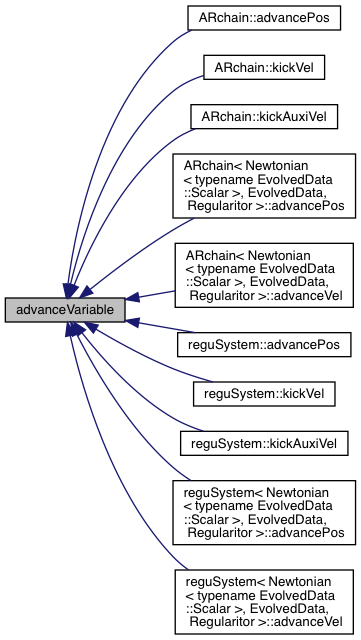 ARchain::advancePos
ARchain::kickVel
ARchain::kickAuxiVel
ARchain< Newtonian
< typename EvolvedData
::Scalar >, EvolvedData,
Regularitor >::advancePos
ARchain< Newtonian
< typename EvolvedData
::Scalar >, EvolvedData,
Regularitor >::advanceVel
advanceVariable
reguSystem::advancePos
reguSystem::kickVel
reguSystem::kickAuxiVel
reguSystem< Newtonian
< typename EvolvedData
::Scalar >, EvolvedData,
Regularitor >::advancePos
reguSystem< Newtonian
< typename EvolvedData
::Scalar >, EvolvedData,
Regularitor >::advanceVel